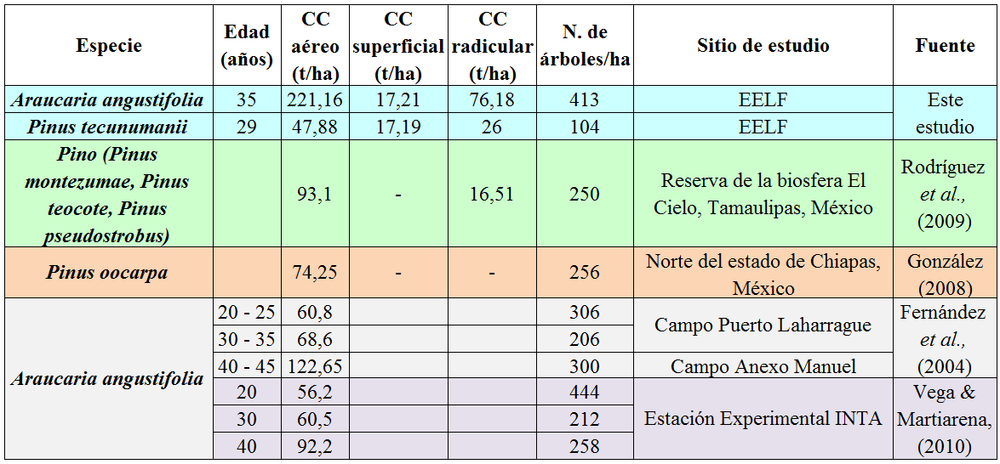 Especie Edad (años) CC aéreo (t/ha) CC superficial (t/ha) CC radicular (t/ha) N. de árboles/ha Sitio de estudio Fuente
Araucaria angustifolia 35 221,16 17,21 76,18 413 EELF Este estudio
Pinus tecunumanii 29 47,88 17,19 26 104 EELF
Pino (Pinus montezumae, Pinus teocote, Pinus pseudostrobus) 93,1 - 16,51 250 Reserva de la biosfera El Cielo, Tamaulipas, México Rodríguez et al., (2009)
Pinus oocarpa 74,25 - - 256 Norte del estado de Chiapas, México González (2008)
Araucaria angustifolia 20 - 25 60,8 306 Campo Puerto Laharrague Fernández et al., (2004)
30 - 35 68,6 206
40 - 45 122,65 300 Campo Anexo Manuel
20 56,2 444 Estación Experimental INTA Vega & Martiarena, (2010)
30 60,5 212
40 92,2 258